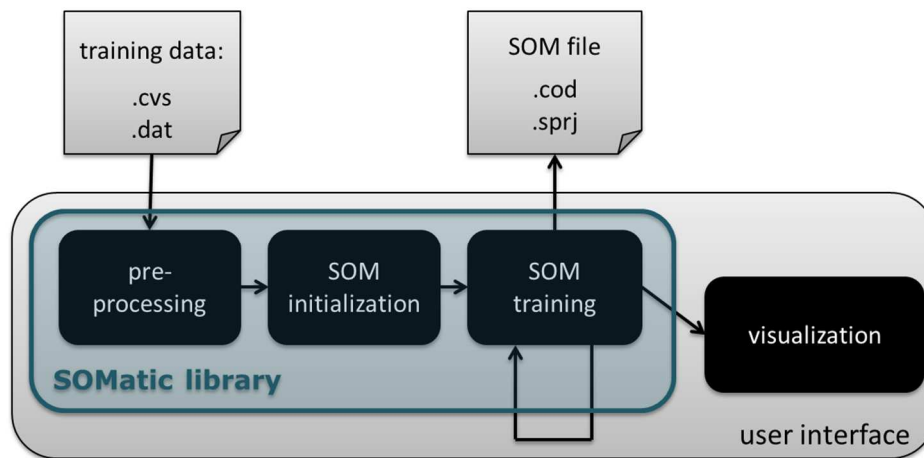 training data:
.cvs
.dat
SOM file
.cod
.sprj
pre-
processing
SOM
initialization
SOM
training
visualization
SOMatic library
user interface